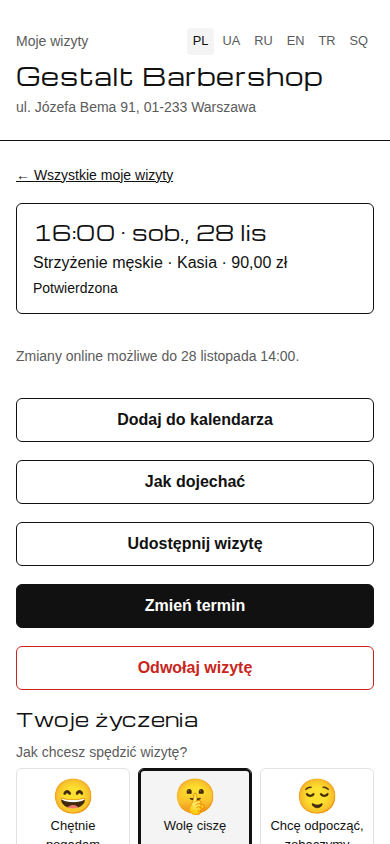 Moje wizyty
PL UA RU EN TR SQ
Gestalt Barbershop
ul. Józefa Bema 91, 01-233 Warszawa
← Wszystkie moje wizyty
16:00 · sob., 28 lis
Strzyżenie męskie · Kasia · 90,00 zł
Potwierdzona
Zmiany online możliwe do 28 listopada 14:00.
Dodaj do kalendarza
Jak dojechać
Udostępnij wizytę
Zmień termin
Odwołaj wizytę
Twoje życzenia
Jak chcesz spędzić wizytę?
Chętnie
pogadam
Wolę ciszę
Chcę odpocząć,
zobaczymy